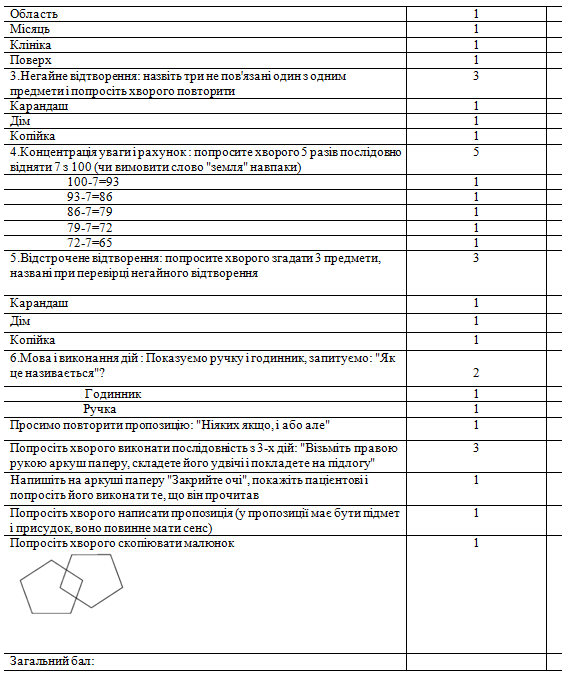 Область 1
Місяць 1
Клініка 1
Поверх 1
3.Негайне відтворення: назвіть три не пов'язані один з одним 3
предмети і попросіть хворого повторити
Карандаш 1
Дім 1
Копійка 1
4.Концентрація уваги і рахунок : попросите хворого 5 разів послідовно 5
відняти 7 з 100 (чи вимовити слово "земля" навпаки)
100-7=93 1
93-7=86 1
86-7=79 1
79-7=72 1
72-7=65 1
5.Відстрочене відтворення: попросите хворого згадати 3 предмети, 3
названі при перевірці негайного відтворення
Карандаш 1
Дім 1
Копійка 1
6.Мова і виконання дій : Показуємо ручку і годинник, запитуємо: "Як
це називається"? 2
Годинник 1
Ручка 1
Просимо повторити пропозицію: "Ніяких якщо, і або але" 1
Попросіть хворого виконати послідовність з 3-х дій: "Візьміть правою 3
рукою аркуш паперу, складете його удвічі і покладете на підлогу"
Напишіть на аркуші паперу "Закрийте очі", покажіть пацієнтові і 1
попросіть його виконати те, що він прочитав
Попросіть хворого написати пропозиція (у пропозиції має бути підмет 1
і присудок, воно повинне мати сенс)
Попросіть хворого скопіювати малюнок 1
Загальний бал: